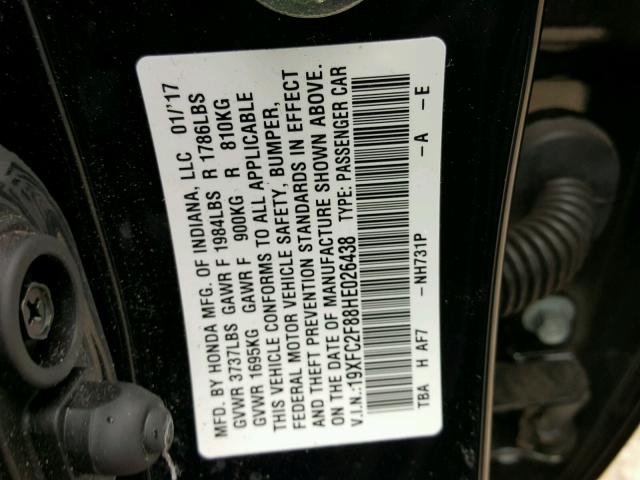 MFD. BY HONDA MFG. OF INDIANA, LLC 01/'17
GVWR 3737LBS GAWR F 1984LBS R 1786LBS
GVWR 1695KG GAWR F 900KG R 810KG
THIS VEHICLE CONFORMS TO ALL APPLICABLE
FEDERAL MOTOR VEHICLE SAFETY, BUMPER,
AND THEFT PREVENTION STANDARDS IN EFFECT
ON THE DATE OF MANUFACTURE SHOWN ABOVE.
V.I.N.:19XFC2F88HE026438 TYPE: PASSENGER CAR
TBA H AF7 -NH731P -A -E